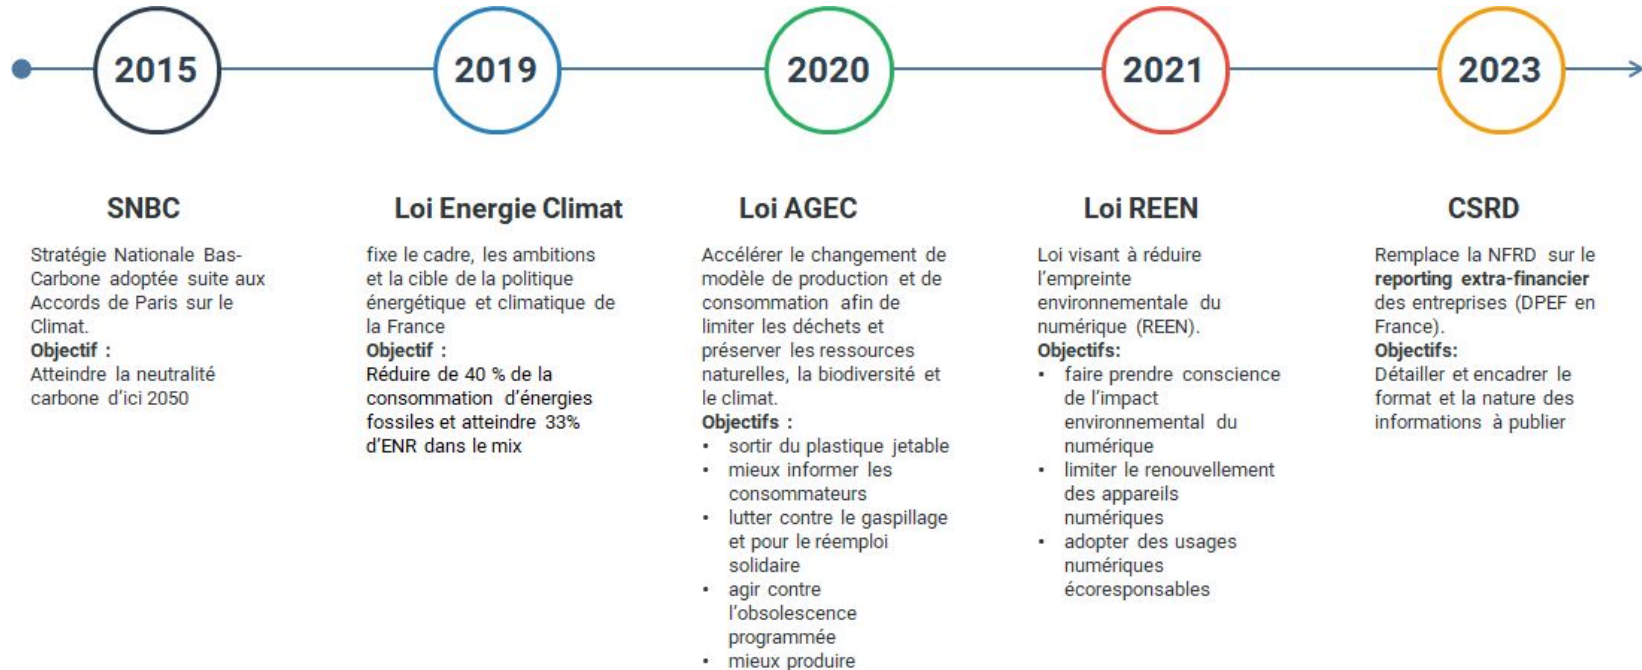 2015
2019
2020
2021
2023
SNBC
Stratégie Nationale Bas-
Carbone adoptée suite aux
Accords de Paris sur le
Climat.
Objectif :
Atteindre la neutralité
carbone d'ici 2050
Loi Energie Climat
fixe le cadre, les ambitions
et la cible de la politique
énergétique et climatique de
la France
Objectif :
Réduire de 40 % de la
consommation d'énergies
fossiles et atteindre 33%
d'ENR dans le mix
Loi AGEC
Accélérer le changement de
modèle de production et de
consommation afin de
limiter les déchets et
préserver les ressources
naturelles, la biodiversité et
le climat.
Objectifs :
• sortir du plastique jetable
• mieux informer les
consommateurs
• lutter contre le gaspillage
et pour le réemploi
solidaire
• agir contre
l'obsolescence
programmée
• mieux produire
Loi REEN
Loi visant à réduire
l'empreinte
environnementale du
numérique (REEN).
Objectifs:
• faire prendre conscience
de l'impact
environnemental du
numérique
• limiter le renouvellement
des appareils
numériques
• adopter des usages
numériques
écoresponsables
CSRD
Remplace la NFRD sur le
reporting extra-financier
des entreprises (DPEF en
France).
Objectifs:
Détailler et encadrer le
format et la nature des
informations à publier